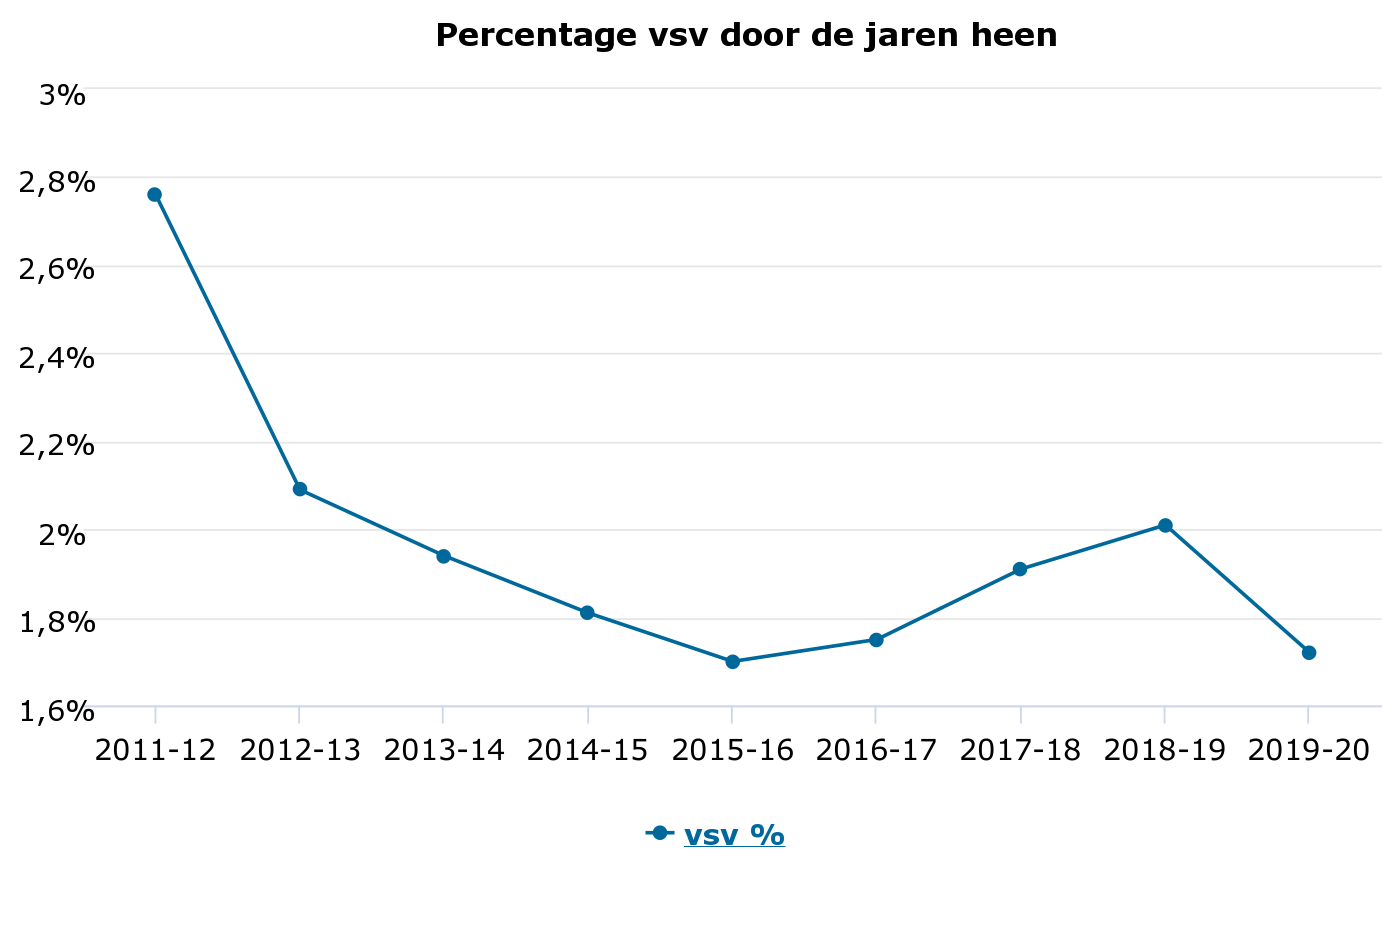 Percentage vsv door de jaren heen
3%
2,8%
2,6%
2,4%
2,2%
2%
1,8%
1,6%
2011-12 2012-13 2013-14 2014-15 2015-16 2016-17 2017-18 2018-19 2019-20
vsv %